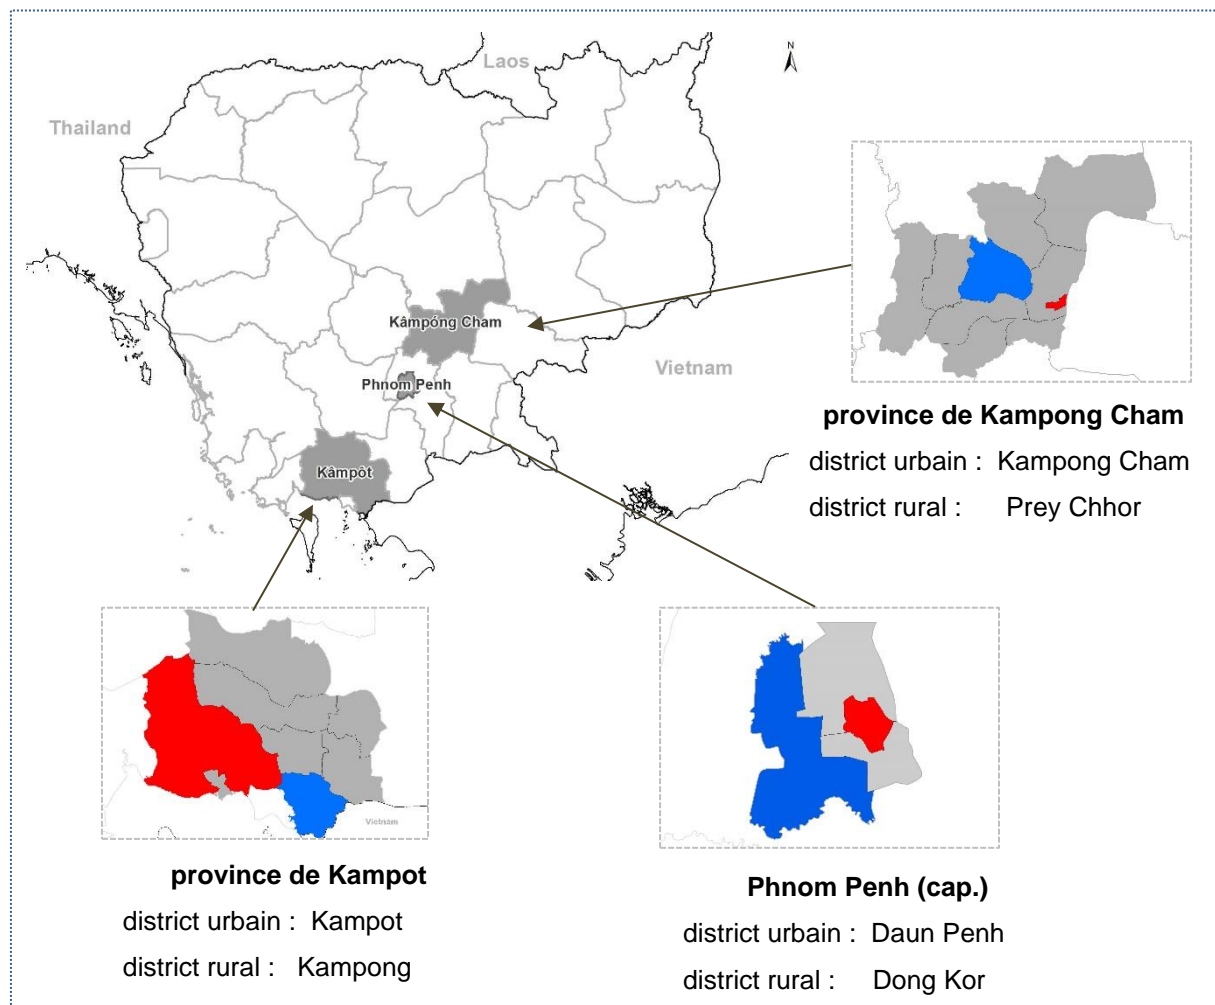 N
Laos
Thailand
Kâmpóng Cham
Vietnam
Phnom Penh
Kâmpôt
province de Kampong Cham
district urbain : Kampong Cham
district rural : Prey Chhor
Vietnam
province de Kampot
district urbain : Kampot
district rural : Kampong
Phnom Penh (cap.)
district urbain : Daun Penh
district rural : Dong Kor